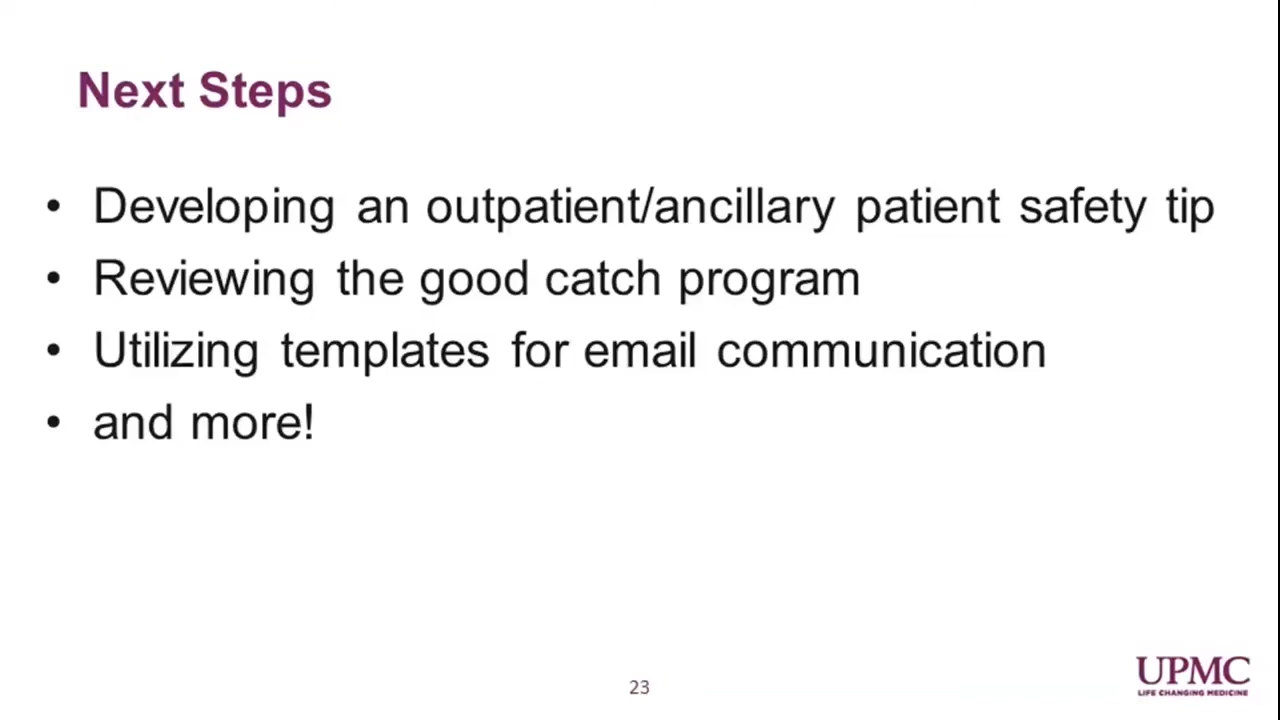 Next Steps
• Developing an outpatient/ancillary patient safety tip
• Reviewing the good catch program
• Utilizing templates for email communication
• and more!
23
UPMC
LIFE CHANGING MEDICINE